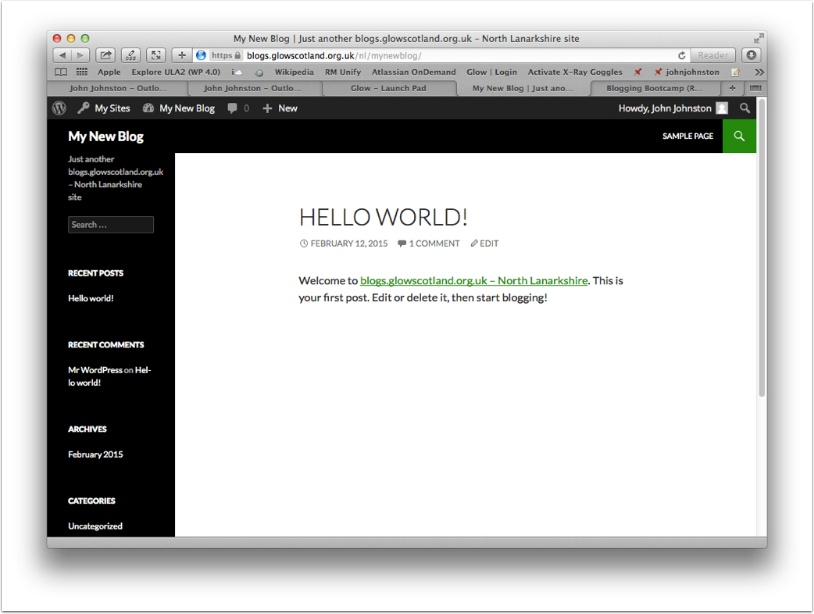 My New Blog | Just another blogs.glowscotland.org.uk – North Lanarkshire site
https blogs.glowscotland.org.uk/nl/mynewblog/
Reader
Apple Explore ULA2 (WP 4.0) Wikipedia RM Unify Atlassian OnDemand Glow | Login Activate X-Ray Goggles johnjohnston
John Johnston – Outlo... John Johnston – Outlo... Glow – Launch Pad My New Blog | Just ano... Blogging Bootcamp (R...
My Sites My New Blog 0 + New Howdy, John Johnston
My New Blog SAMPLE PAGE
Just another
blogs.glowscotland.org.uk
– North Lanarkshire
site
Search ...
RECENT POSTS
Hello world!
RECENT COMMENTS
Mr WordPress on Hel-
lo world!
ARCHIVES
February 2015
CATEGORIES
Uncategorized
HELLO WORLD!
FEBRUARY 12, 2015 1 COMMENT EDIT
Welcome to blogs.glowscotland.org.uk – North Lanarkshire. This is
your first post. Edit or delete it, then start blogging!